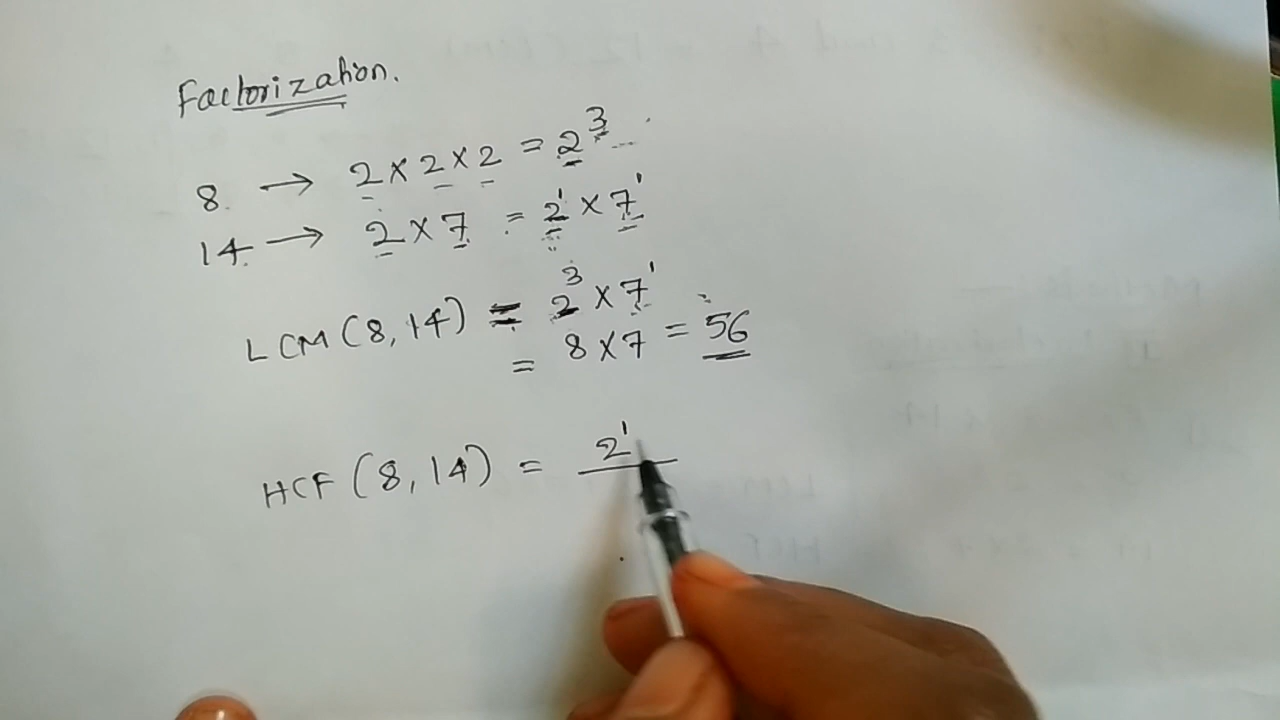 Factorization.
8 → 2 × 2 × 2 = 2³
14 → 2 × 7 = 2¹ × 7¹
LCM (8, 14) = 2³ × 7¹
= 8 × 7 = 56
HCF (8, 14) = 2¹